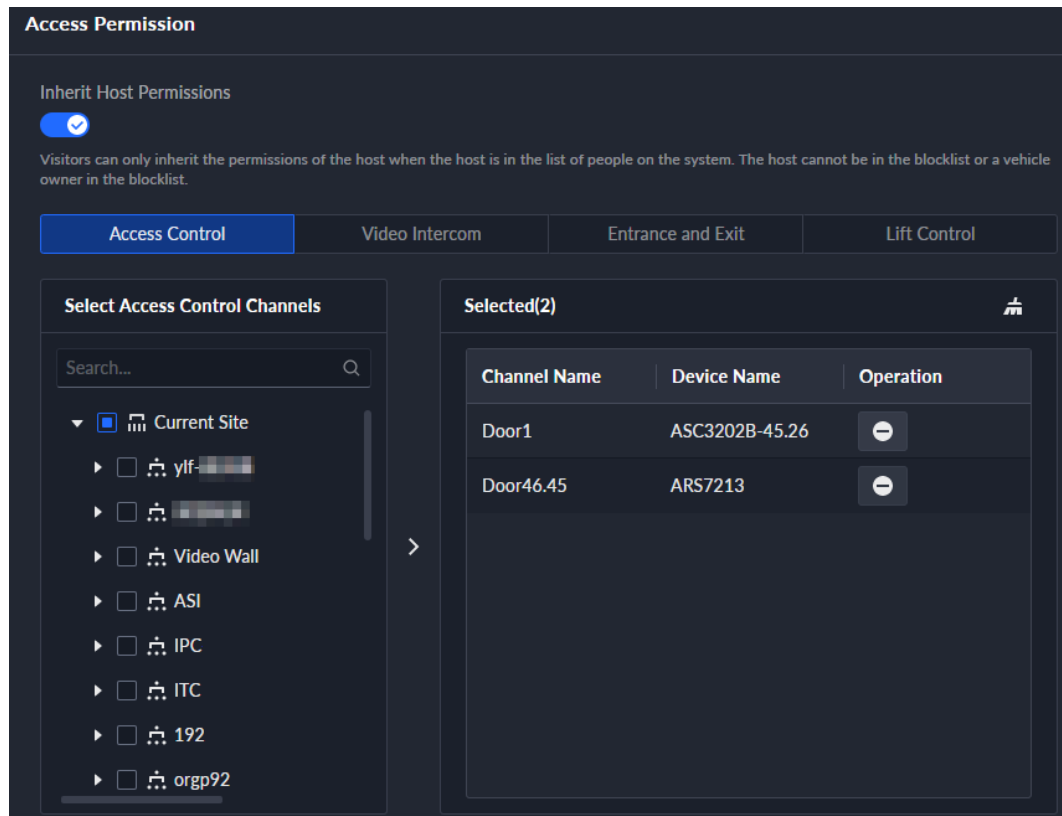 Access Permission
Inherit Host Permissions
Visitors can only inherit the permissions of the host when the host is in the list of people on the system. The host cannot be in the blocklist or a vehicle
owner in the blocklist.
Access Control Video Intercom Entrance and Exit Lift Control
Select Access Control Channels
Search...
Current Site
ylf-
Video Wall
ASI
IPC
ITC
192
orgp92
Selected(2)
Channel Name Device Name Operation
Door1 ASC3202B-45.26
Door46.45 ARS7213